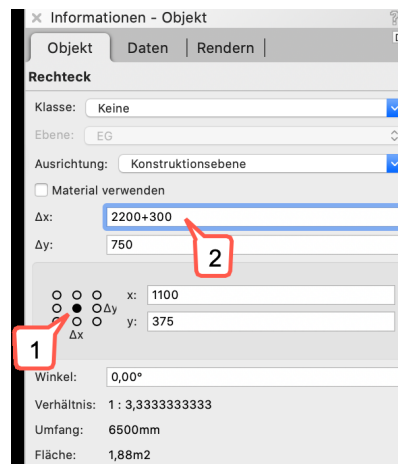 Informationen - Objekt
Objekt Daten Rendern
Rechteck
Klasse: Keine
Ebene: EG
Ausrichtung: Konstruktionsebene
Material verwenden
Δx: 2200+300
Δy: 750
2
x: 1100
Δy
y: 375
Δx
1
Winkel: 0,00°
Verhältnis: 1 : 3,3333333333
Umfang: 6500mm
Fläche: 1,88m2